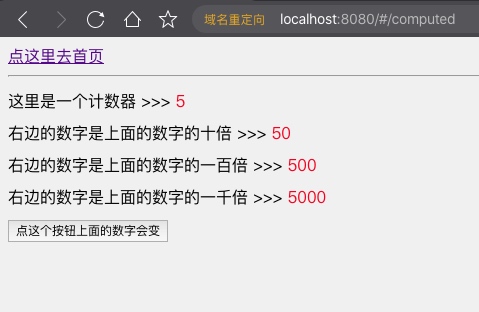 域名重定向 localhost:8080/#/computed
点这里去首页
这里是一个计数器 >>> 5
右边的数字是上面的数字的十倍 >>> 50
右边的数字是上面的数字的一百倍 >>> 500
右边的数字是上面的数字的一千倍 >>> 5000
点这个按钮上面的数字会变